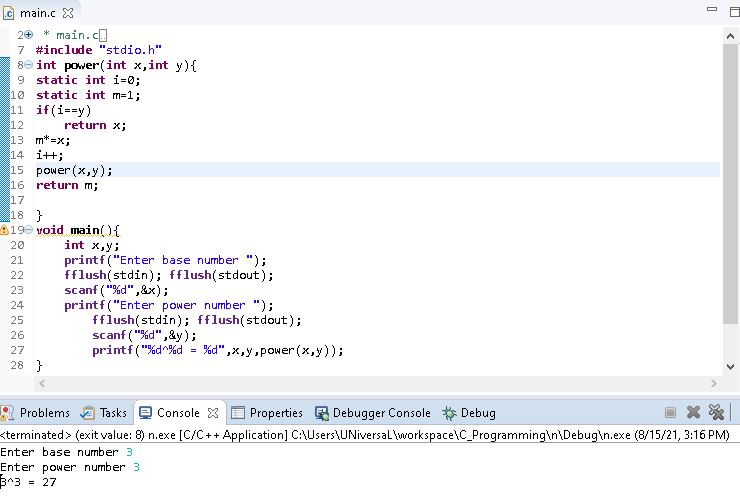 main.c
2 * main.c
7 #include "stdio.h"
8 int power(int x,int y){
9 static int i=0;
10 static int m=1;
11 if(i==y)
12     return x;
13 m*=x;
14 i++;
15 power(x,y);
16 return m;
17
18 }
19 void main(){
20     int x,y;
21     printf("Enter base number ");
22     fflush(stdin); fflush(stdout);
23     scanf("%d",&x);
24     printf("Enter power number ");
25         fflush(stdin); fflush(stdout);
26         scanf("%d",&y);
27         printf("%d^%d = %d",x,y,power(x,y));
28 }
Problems Tasks Console Properties Debugger Console Debug
<terminated> (exit value: 8) n.exe [C/C++ Application] C:\Users\UNiversaL\workspace\C_Programming\n\Debug\n.exe (8/15/21, 3:16 PM)
Enter base number 3
Enter power number 3
3^3 = 27